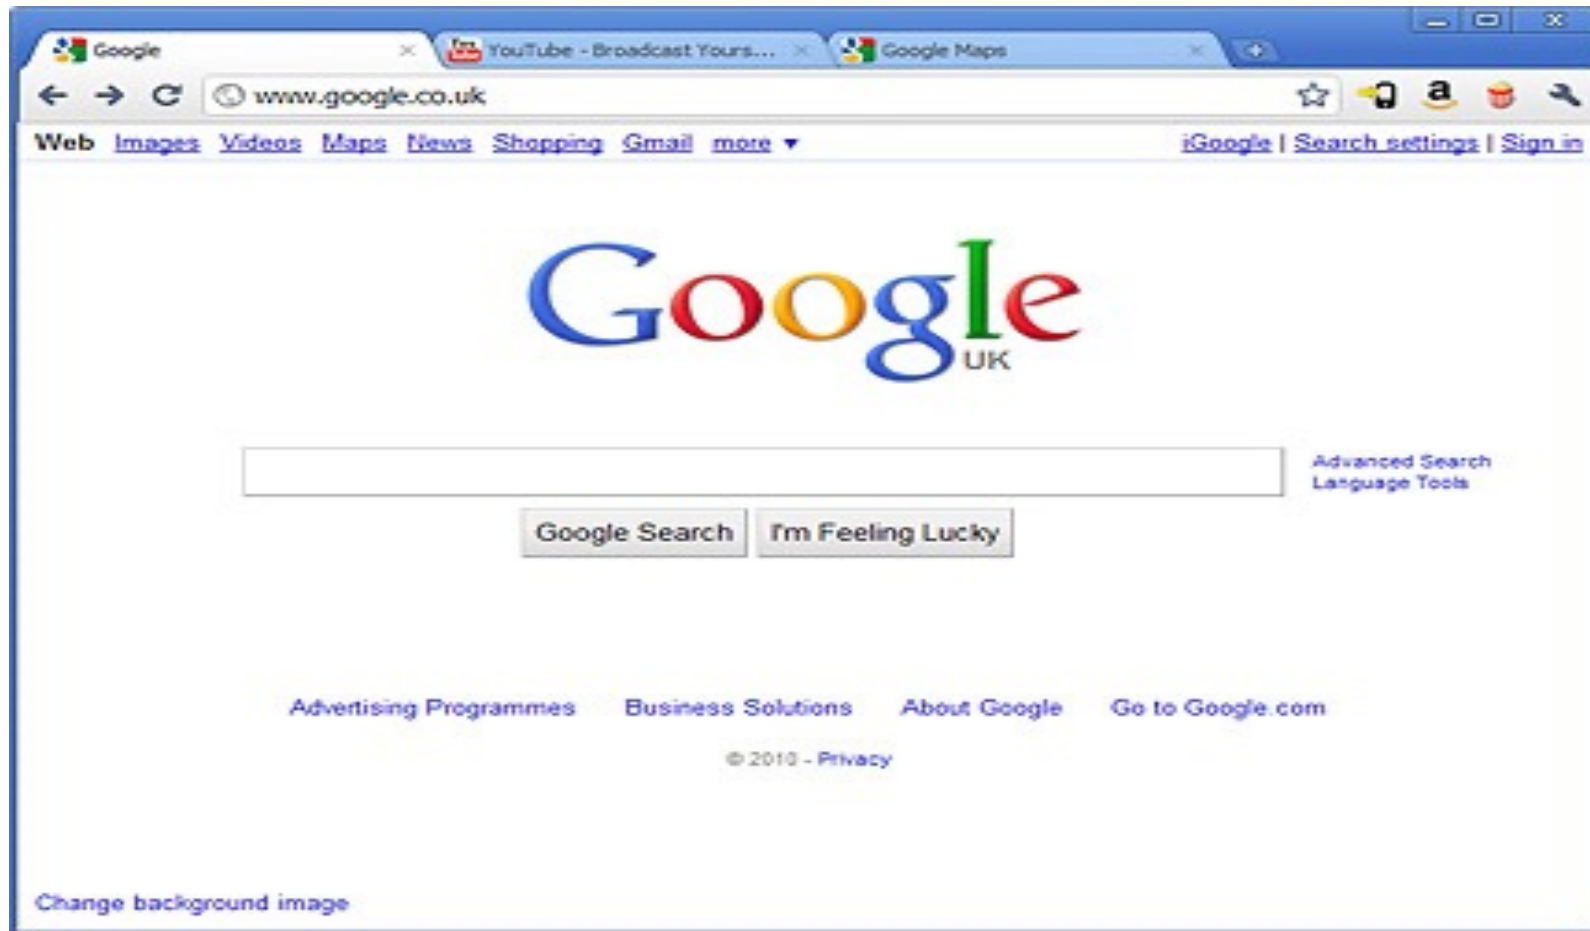 Google YouTube - Broadcast Yours... Google Maps
www.google.co.uk
Web Images Videos Maps News Shopping Gmail more ▼ iGoogle | Search settings | Sign in
Google
UK
Advanced Search
Language Tools
Google Search I'm Feeling Lucky
Advertising Programmes Business Solutions About Google Go to Google.com
© 2010 - Privacy
Change background image